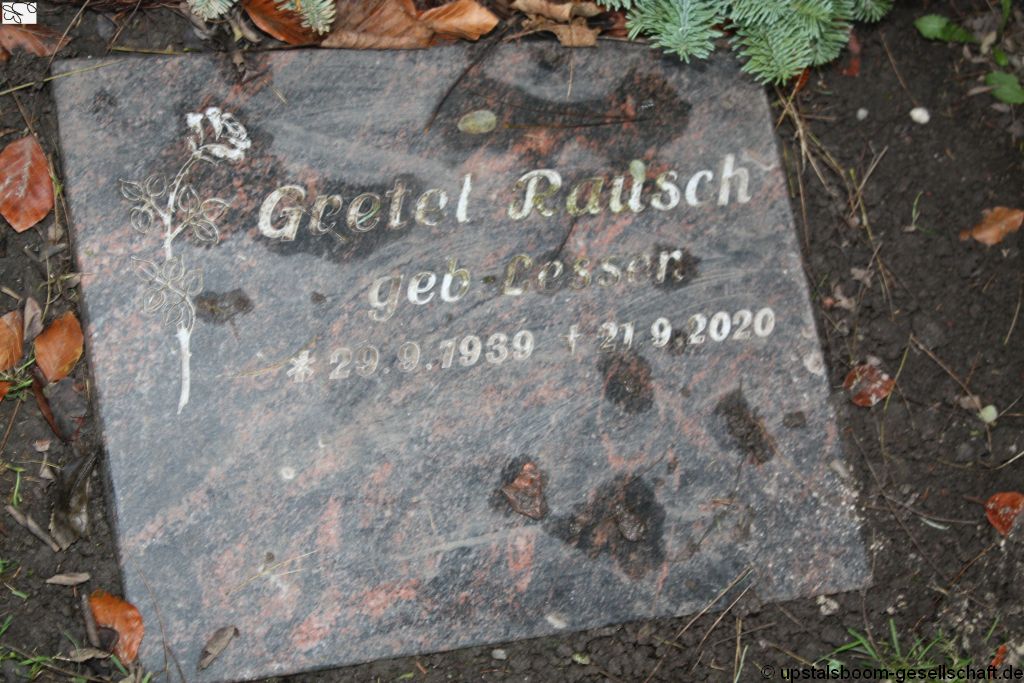 Gretel Rausch
geb. Lesser
* 29.9.1939 † 21.9.2020
© upstalsboom-gesellschaft.de